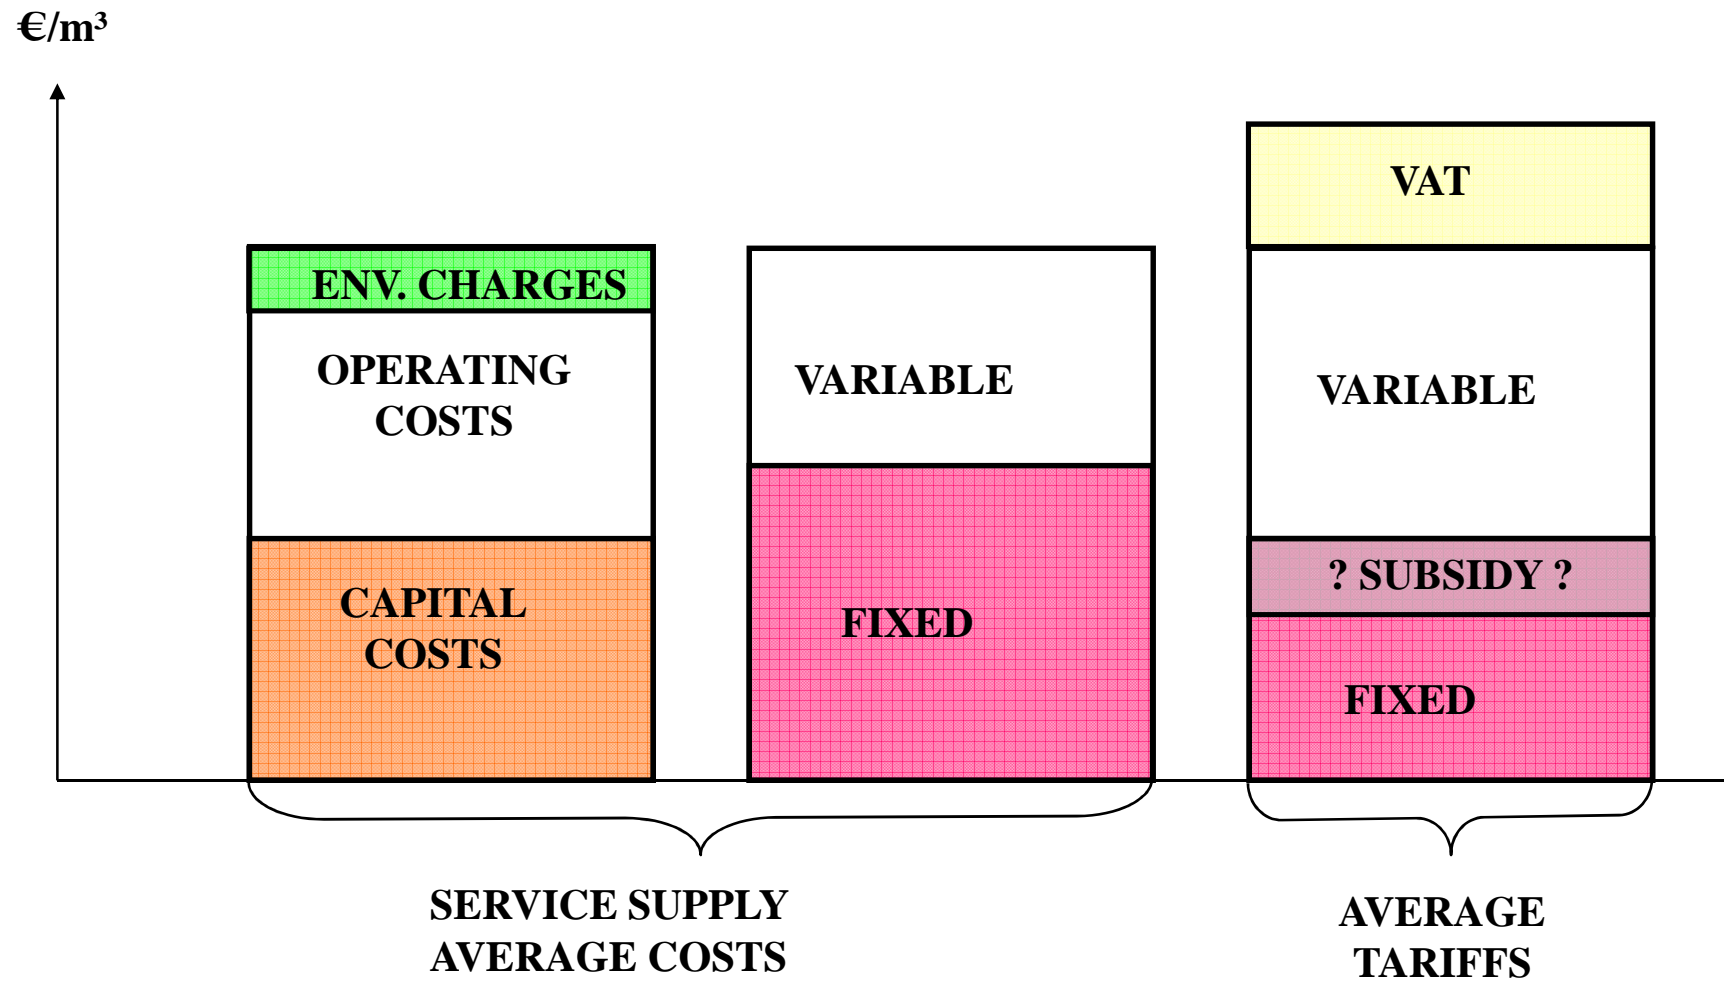 €/m³
ENV. CHARGES
OPERATING
COSTS
CAPITAL
COSTS
VARIABLE
FIXED
VAT
VARIABLE
? SUBSIDY ?
FIXED
SERVICE SUPPLY
AVERAGE COSTS
AVERAGE
TARIFFS